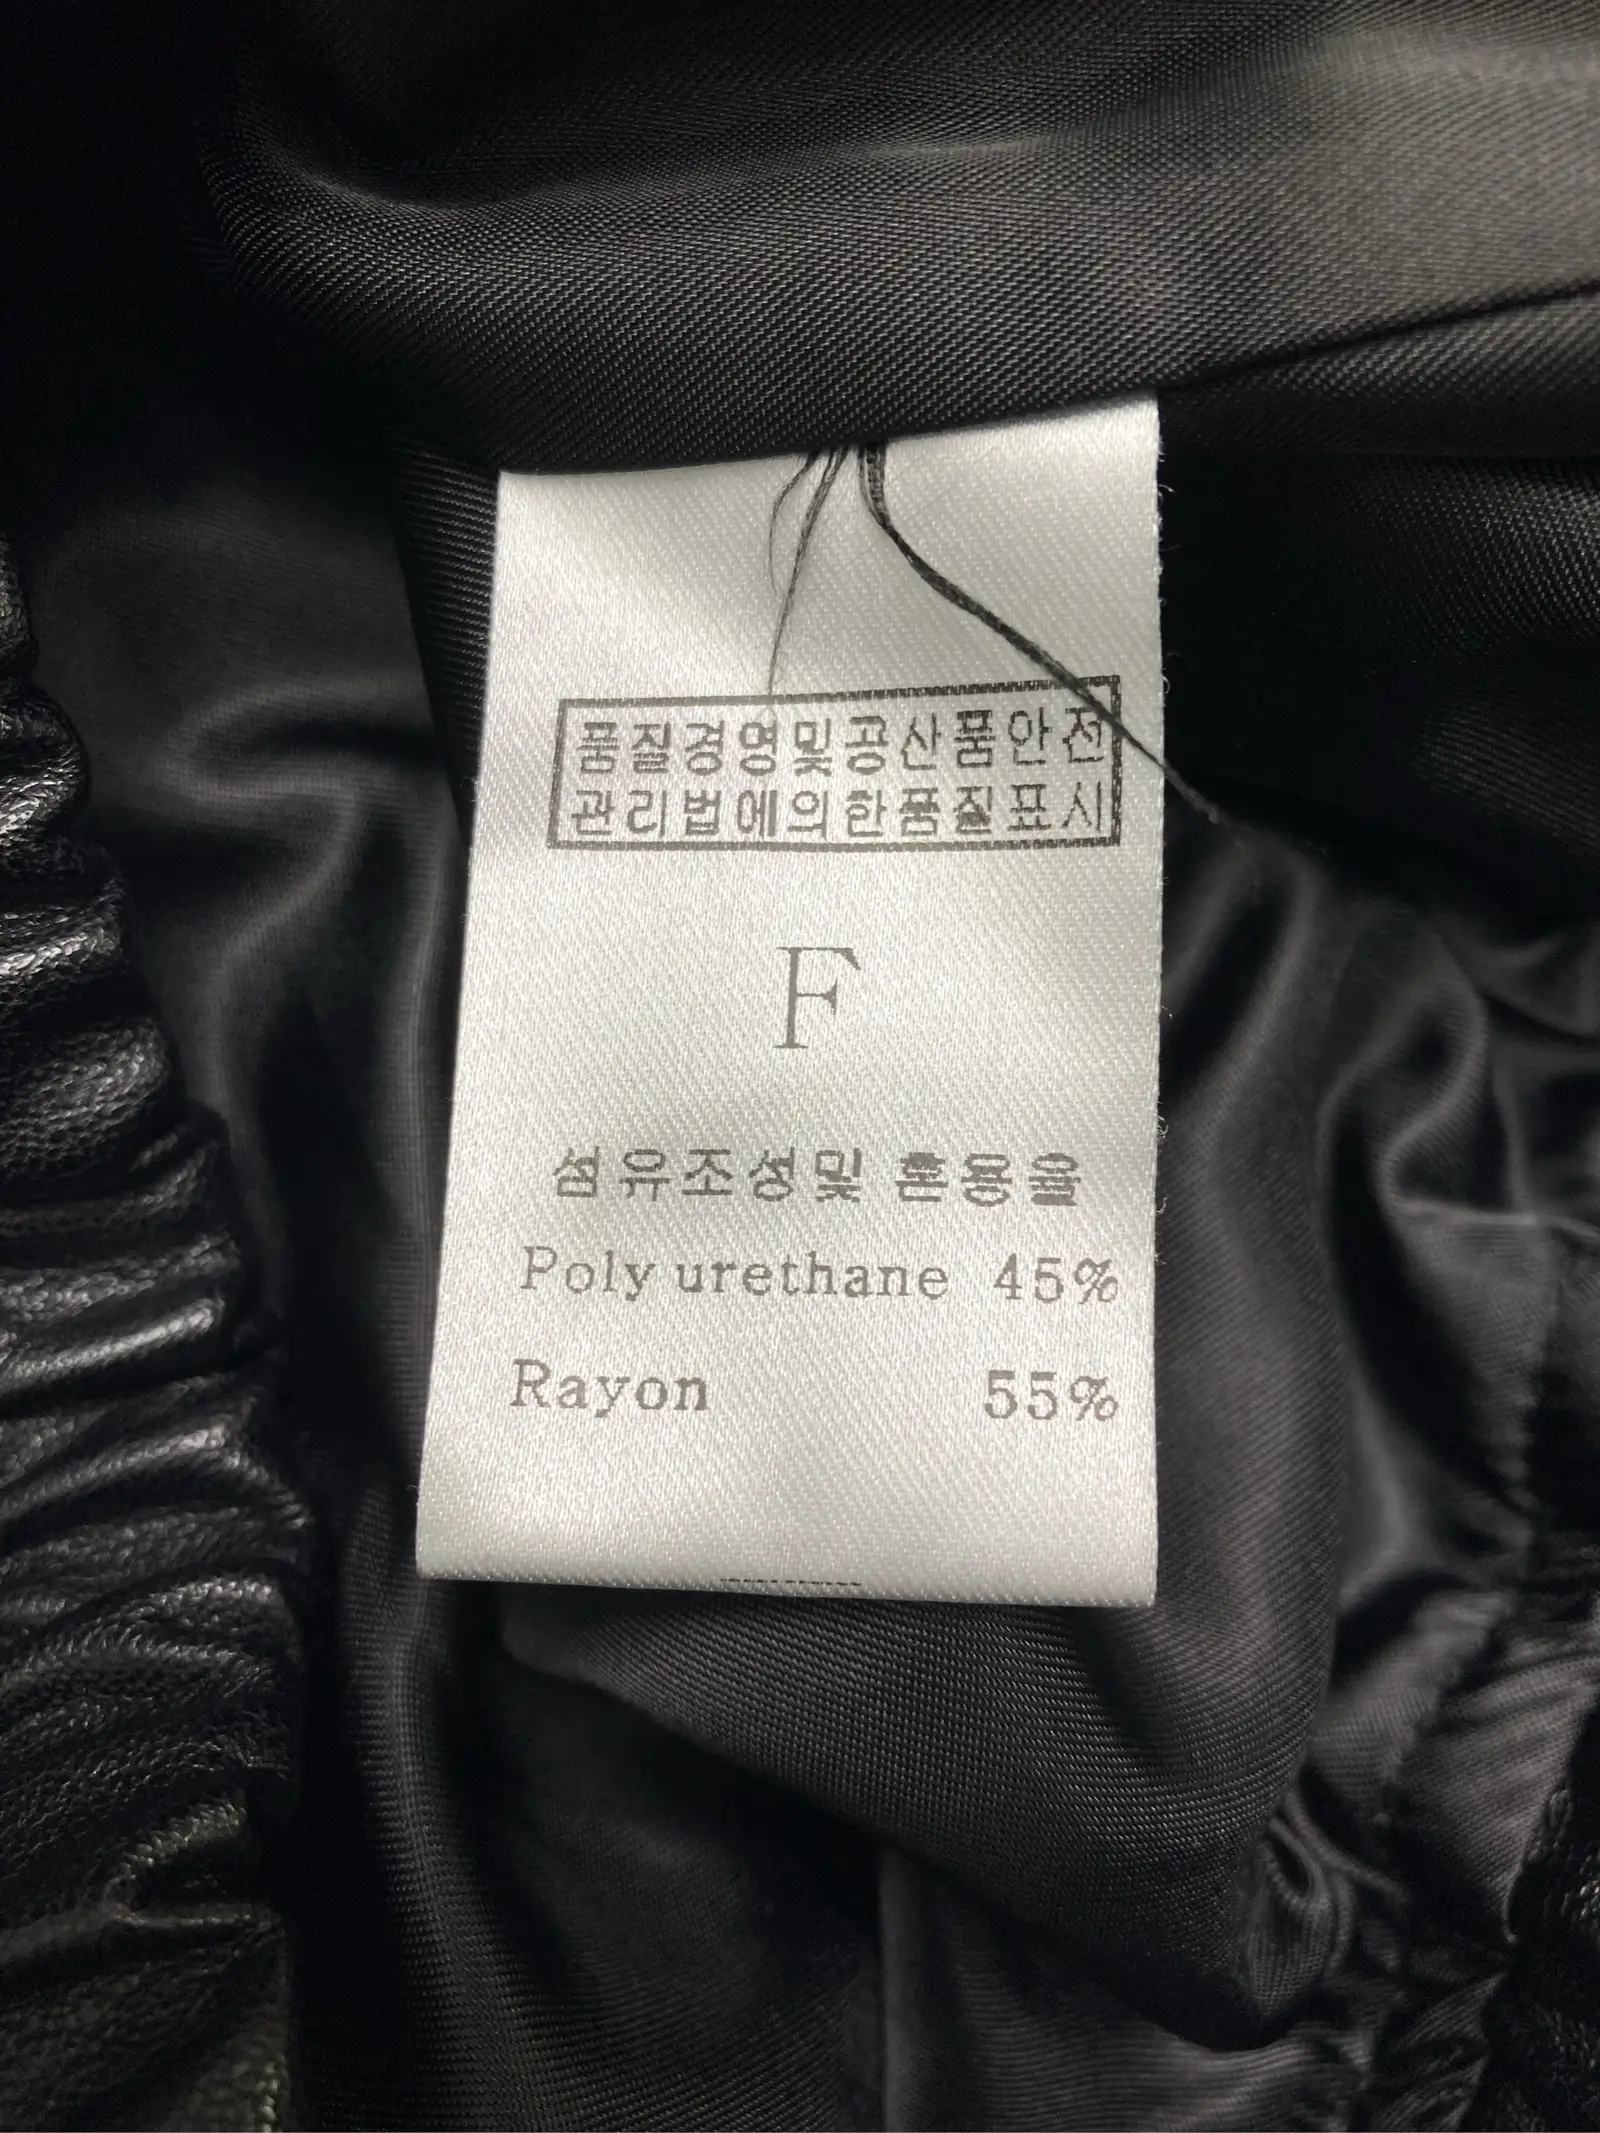 품질경영및공산품안전
관리법에의한품질표시
F
섬유조성및 혼용율
Poly urethane 45%
Rayon 55%